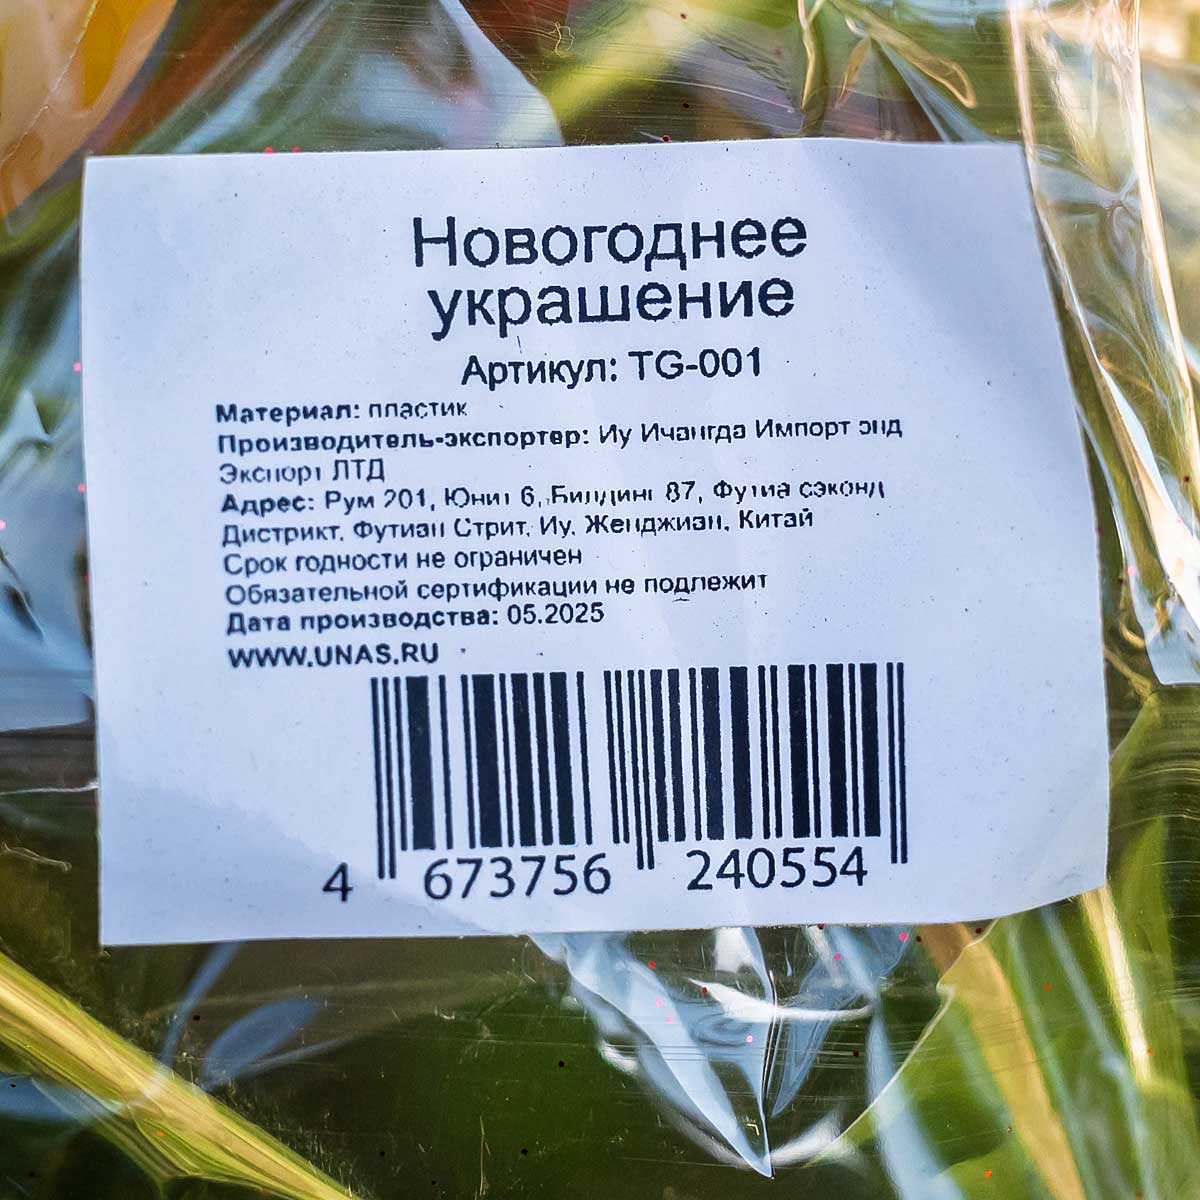 Новогоднее
украшение
Артикул: TG-001
Материал: пластик
Производитель-экспортер: Иу Ичангда Импорт энд
Экспорт ЛТД
Адрес: Рум 201, Юнит 6, Билдинг 87, Футиа сэконд
Дистрикт, Футиан Стрит, Иу, Женджиан, Китай
Срок годности не ограничен
Обязательной сертификации не подлежит
Дата производства: 05.2025
WWW.UNAS.RU
4 673756 240554